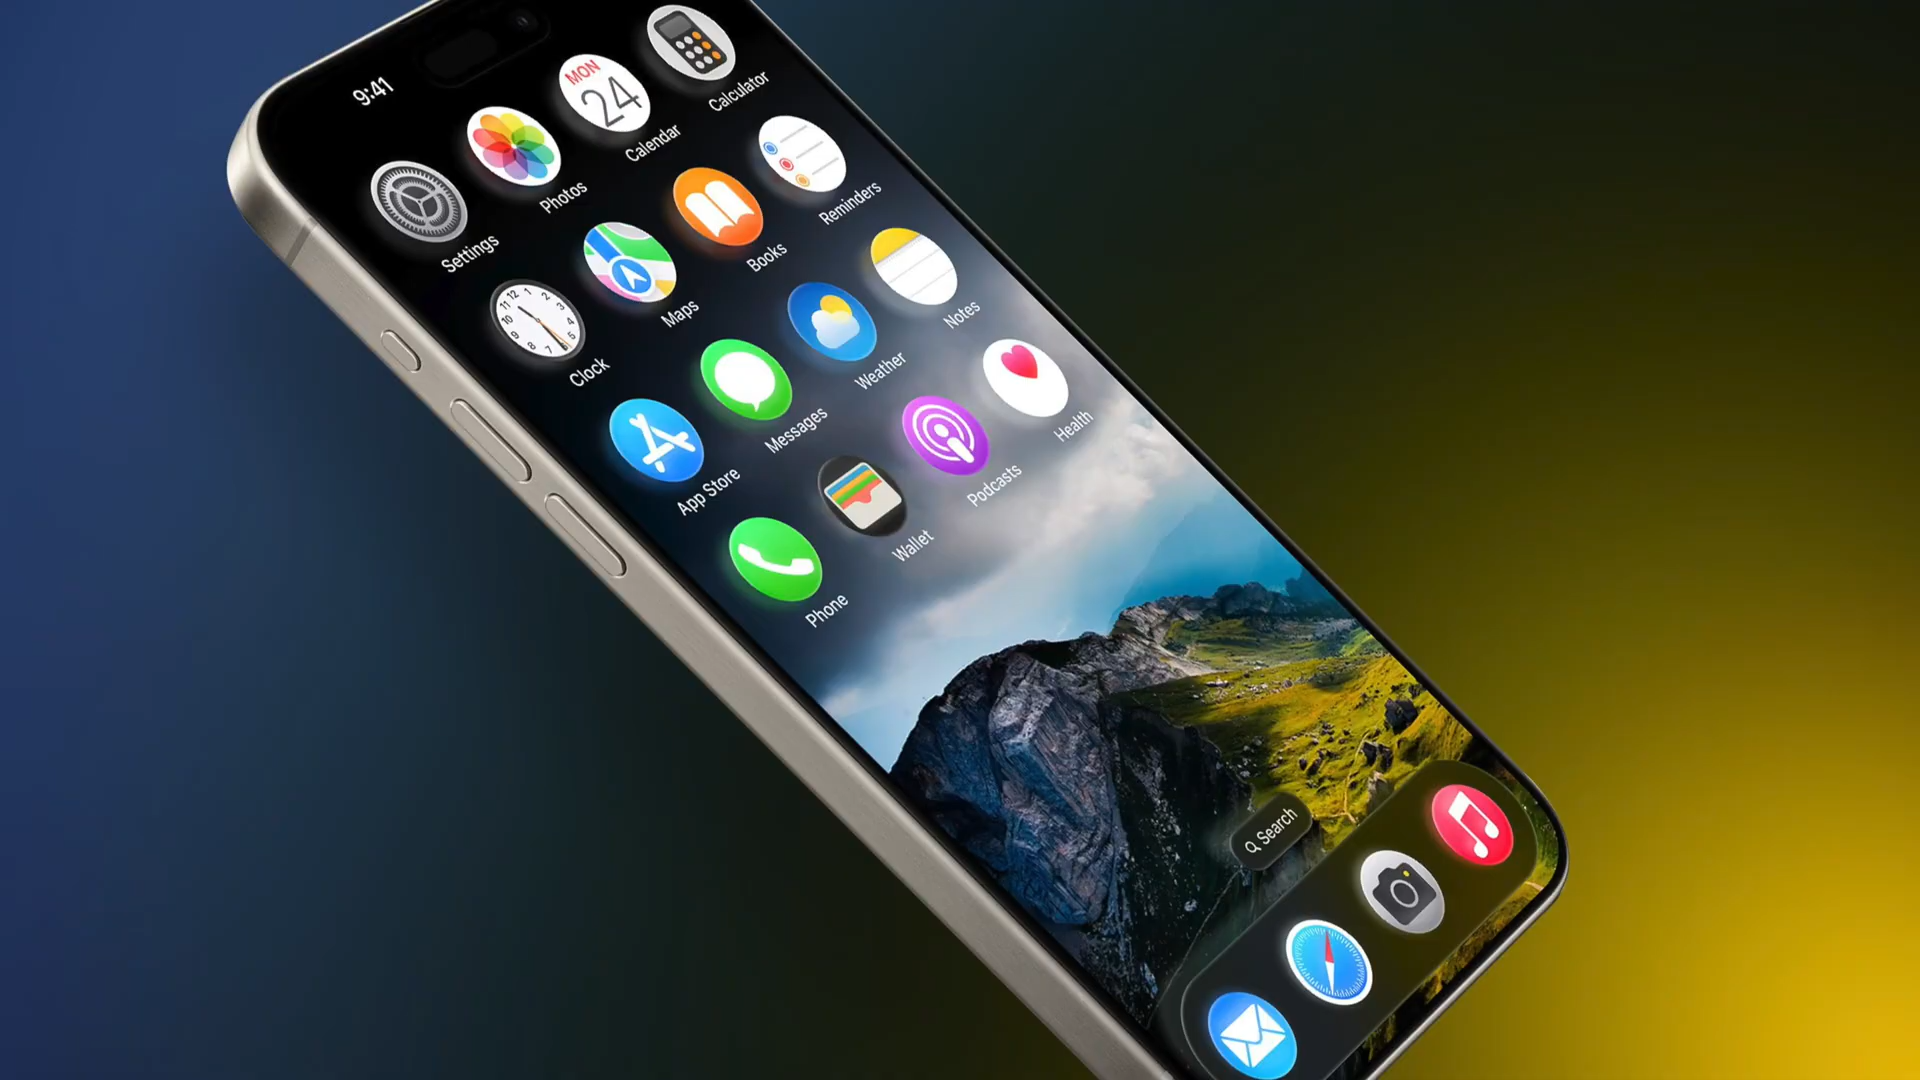 9:41
Settings
Photos
MON
24
Calendar
Calculator
Clock
Maps
Books
Reminders
App Store
Messages
Weather
Notes
Phone
Wallet
Podcasts
Health
Search